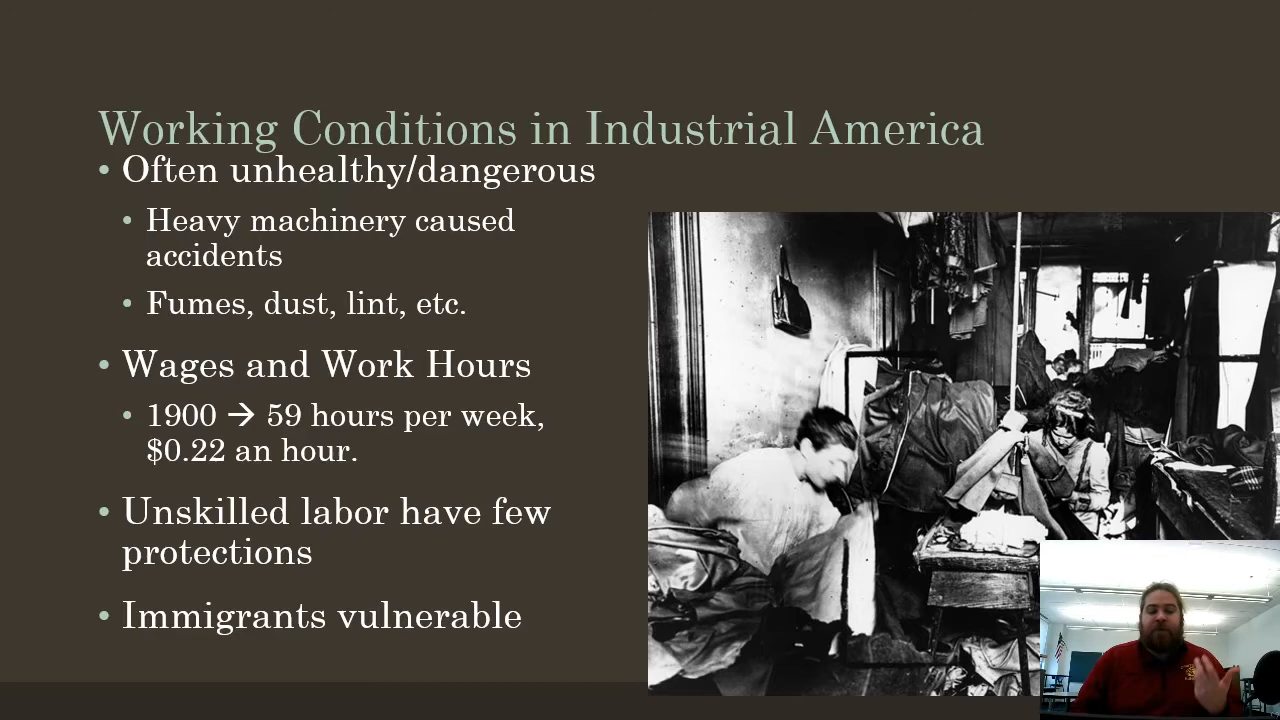 Working Conditions in Industrial America
• Often unhealthy/dangerous
• Heavy machinery caused
accidents
• Fumes, dust, lint, etc.
• Wages and Work Hours
• 1900 → 59 hours per week,
$0.22 an hour.
• Unskilled labor have few
protections
• Immigrants vulnerable